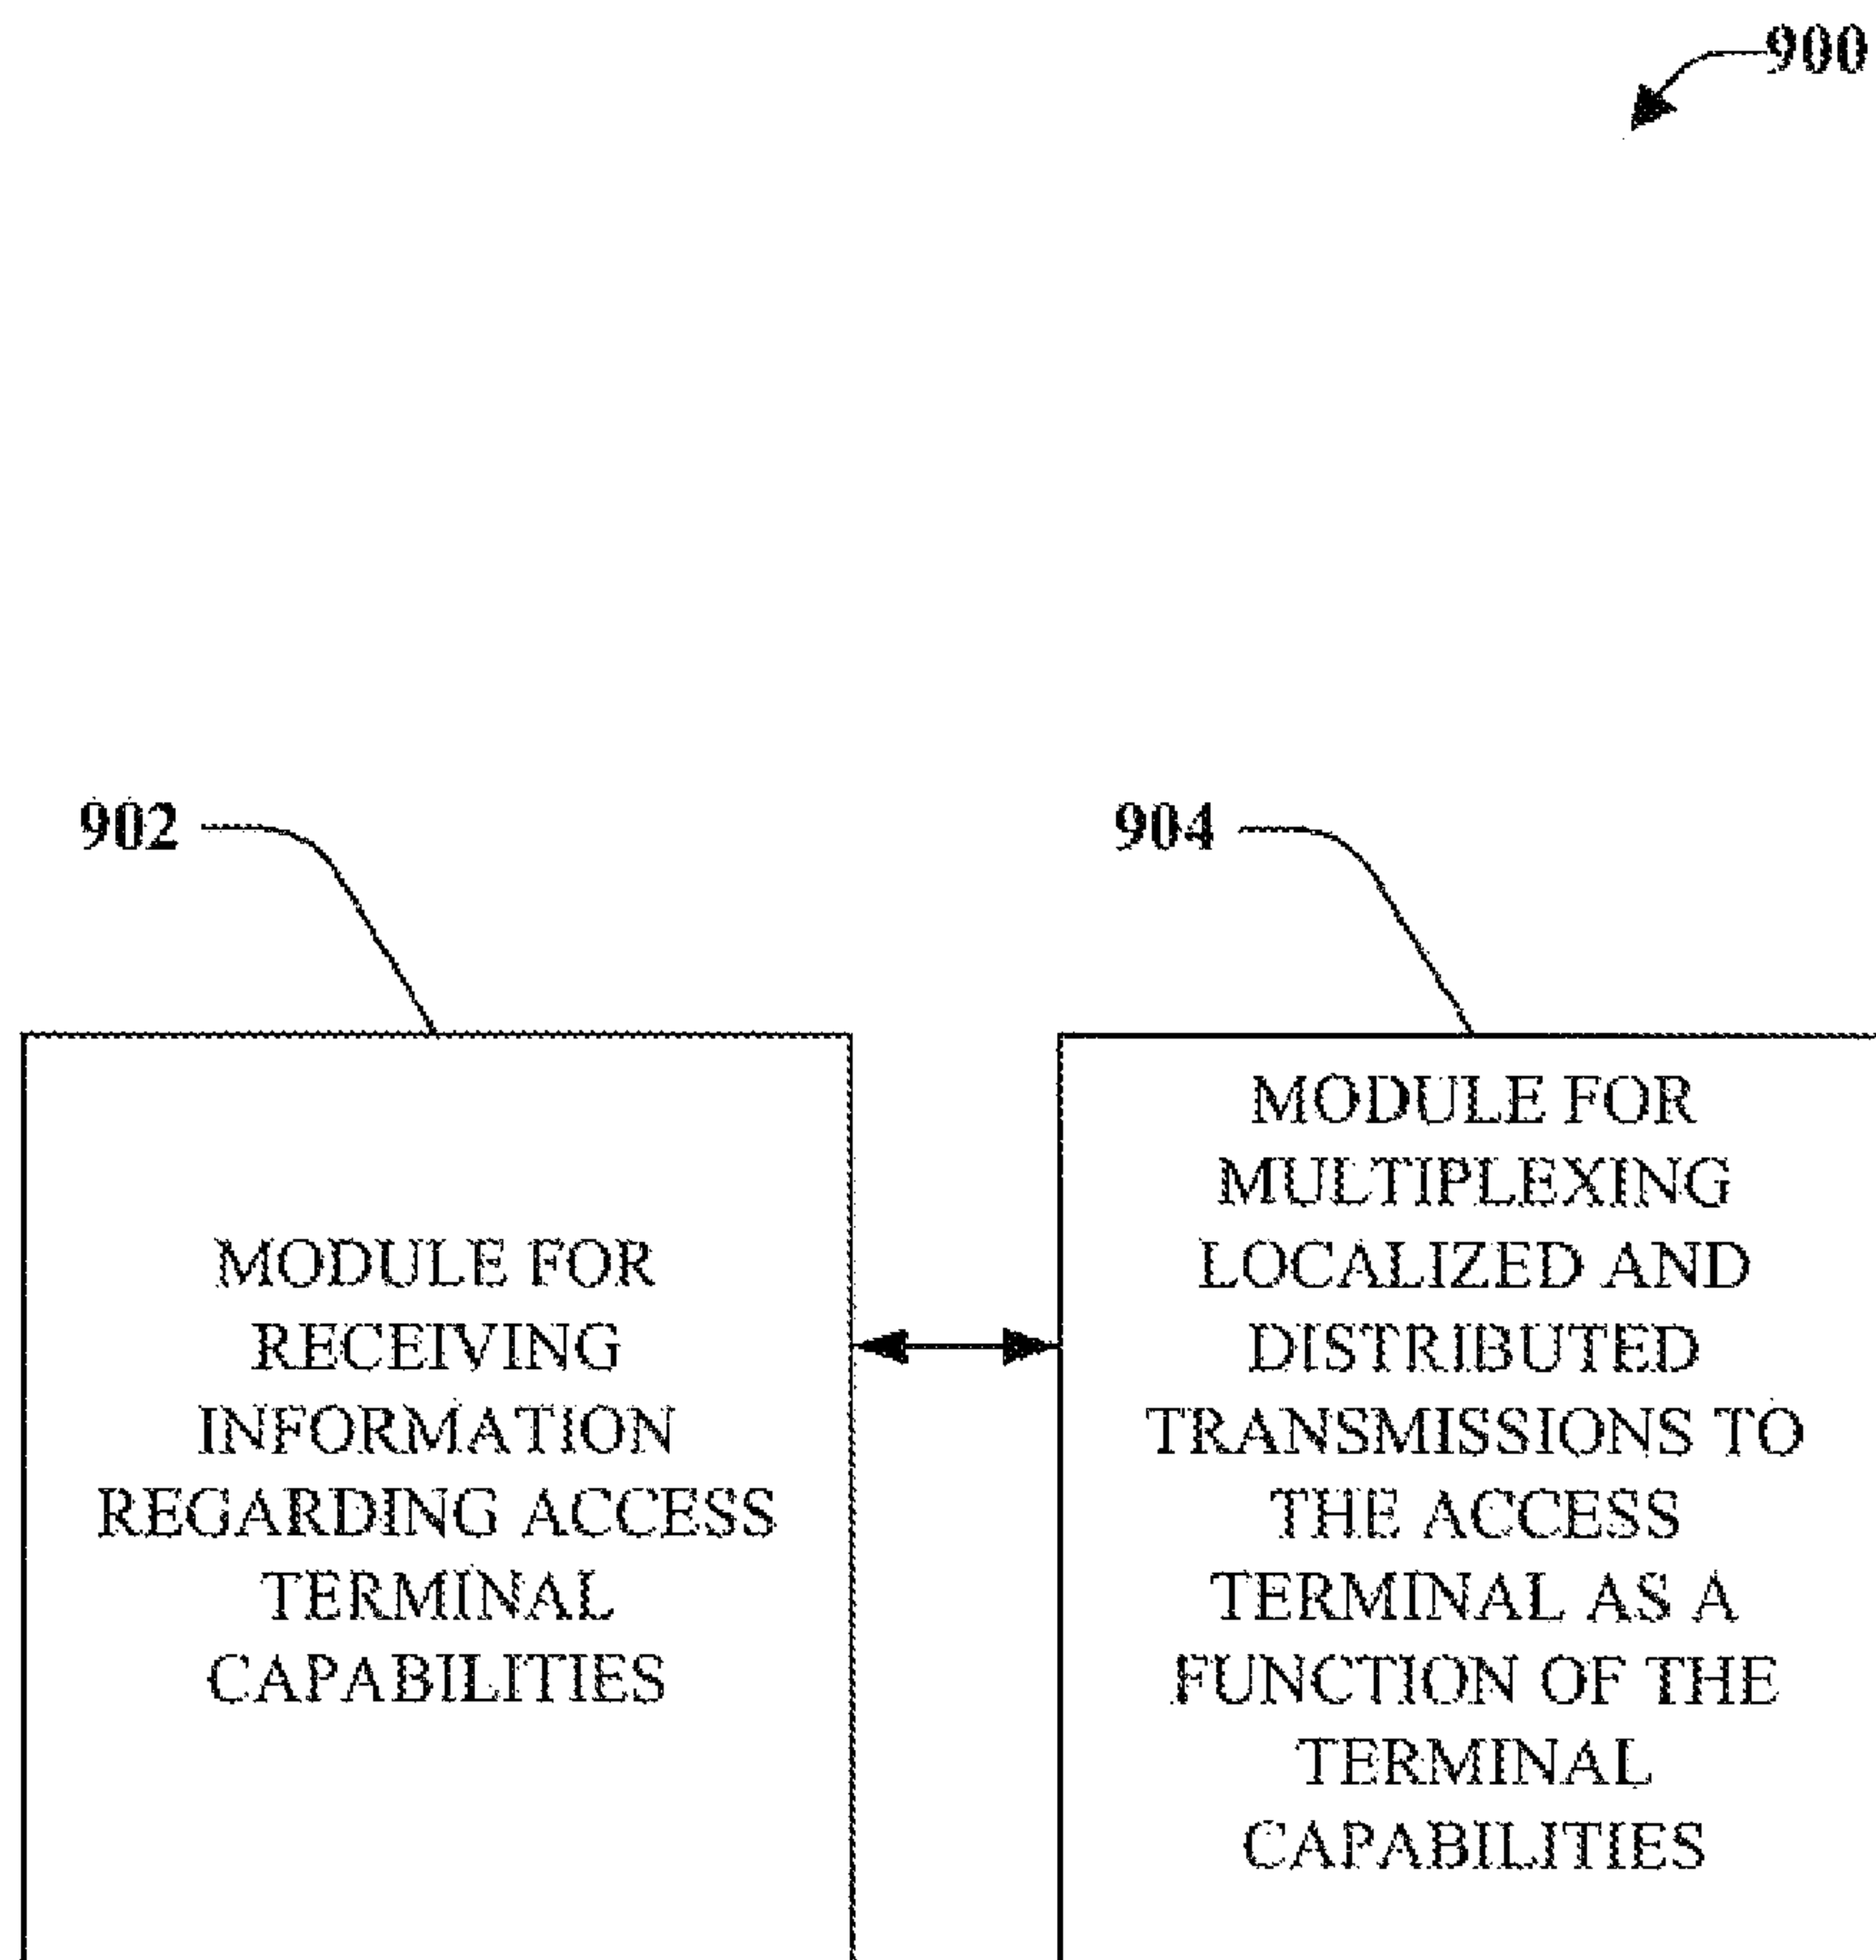 900
902
904
MODULE FOR
RECEIVING
INFORMATION
REGARDING ACCESS
TERMINAL
CAPABILITIES
MODULE FOR
MULTIPLEXING
LOCALIZED AND
DISTRIBUTED
TRANSMISSIONS TO
THE ACCESS
TERMINAL AS A
FUNCTION OF THE
TERMINAL
CAPABILITIES